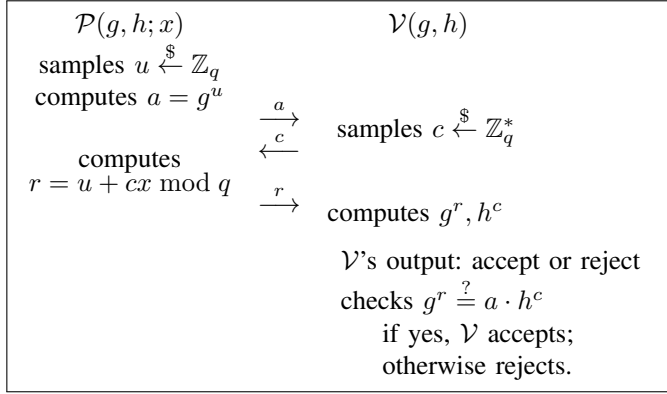 𝒫(g, h; x) 𝒱(g, h)
samples u ←$ ℤ_q
computes a = g^u
a →
samples c ←$ ℤ_q^*
c ←
computes
r = u + cx mod q
r →
computes g^r, h^c
𝒱's output: accept or reject
checks g^r ≟ a · h^c
if yes, 𝒱 accepts;
otherwise rejects.